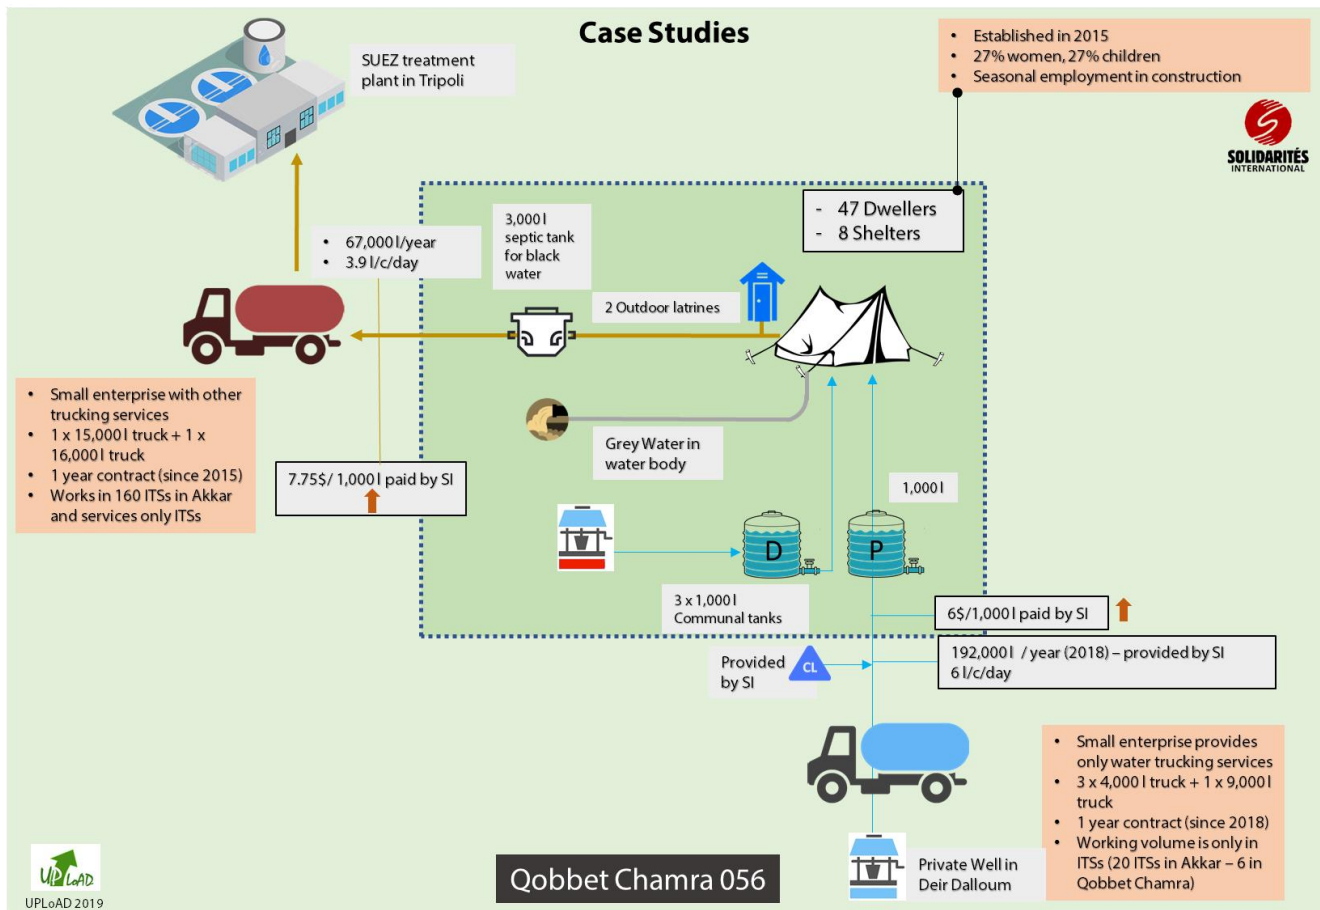 Case Studies
SUEZ treatment
plant in Tripoli
• Established in 2015
• 27% women, 27% children
• Seasonal employment in construction
SOLIDARITÉS
INTERNATIONAL
- 47 Dwellers
- 8 Shelters
3,000 l
septic tank
for black
water
• 67,000 l/year
• 3.9 l/c/day
2 Outdoor latrines
• Small enterprise with other
trucking services
• 1 x 15,000 l truck + 1 x
16,000 l truck
• 1 year contract (since 2015)
• Works in 160 ITSs in Akkar
and services only ITSs
7.75$/ 1,000 l paid by SI
Grey Water in
water body
1,000 l
D
P
3 x 1,000 l
Communal tanks
6$/1,000 l paid by SI
192,000 l / year (2018) – provided by SI
6 l/c/day
Provided
by SI
CL
• Small enterprise provides
only water trucking services
• 3 x 4,000 l truck + 1 x 9,000 l
truck
• 1 year contract (since 2018)
• Working volume is only in
ITSs (20 ITSs in Akkar – 6 in
Qobbet Chamra)
Private Well in
Deir Dalloum
Qobbet Chamra 056
UPLoAD
UPLoAD 2019